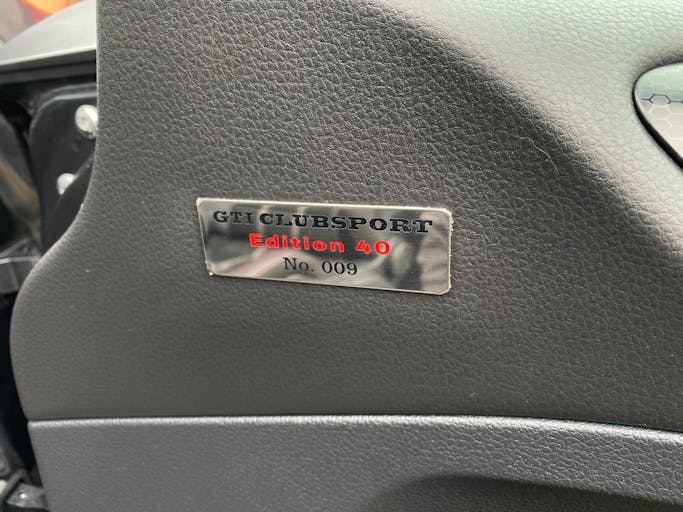 GTI CLUBSPORT
Edition 40
No. 009